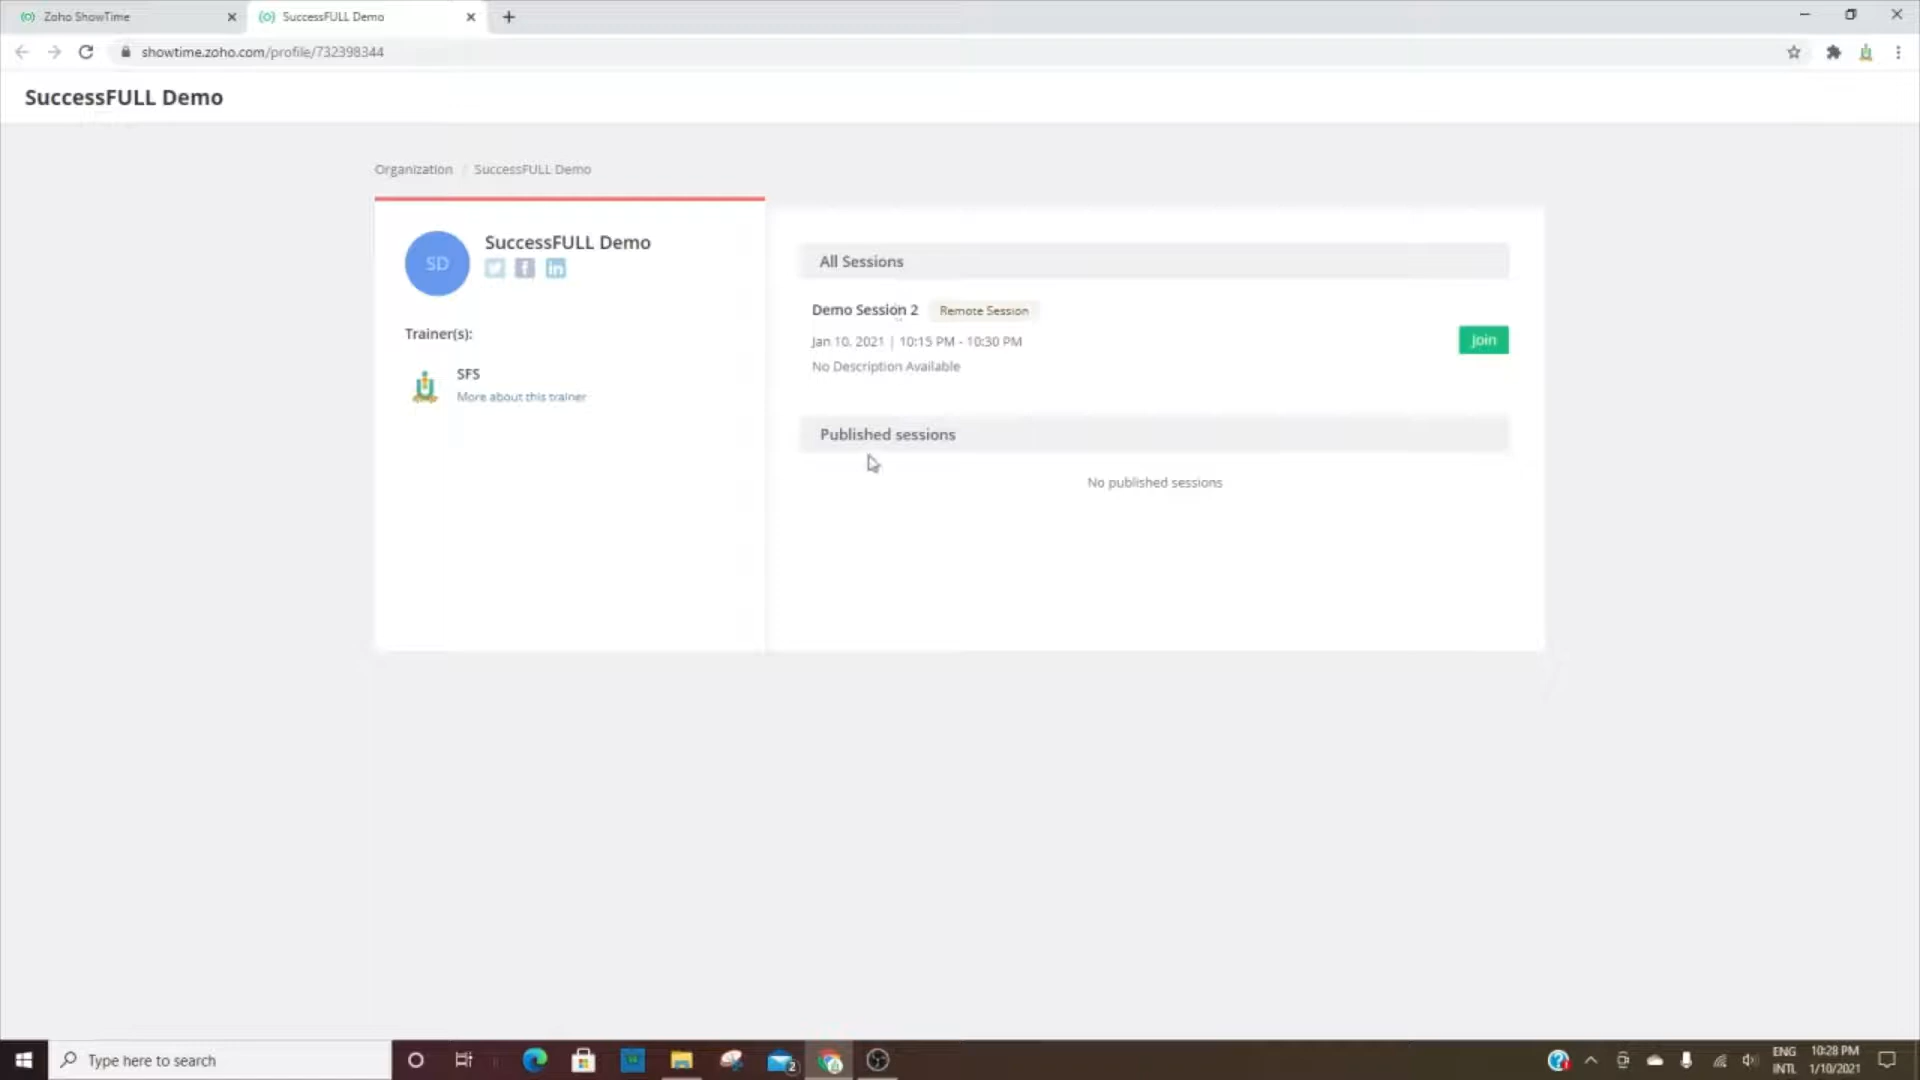 Zoho ShowTime
SuccessFULL Demo
showtime.zoho.com/profile/732398344
SuccessFULL Demo
Organization / SuccessFULL Demo
SD
SuccessFULL Demo
Trainer(s):
SFS
More about this trainer
All Sessions
Demo Session 2 Remote Session
Jan 10, 2021 | 10:15 PM - 10:30 PM
No Description Available
Join
Published sessions
No published sessions
Type here to search
2
ENG
INTL
10:28 PM
1/10/2021